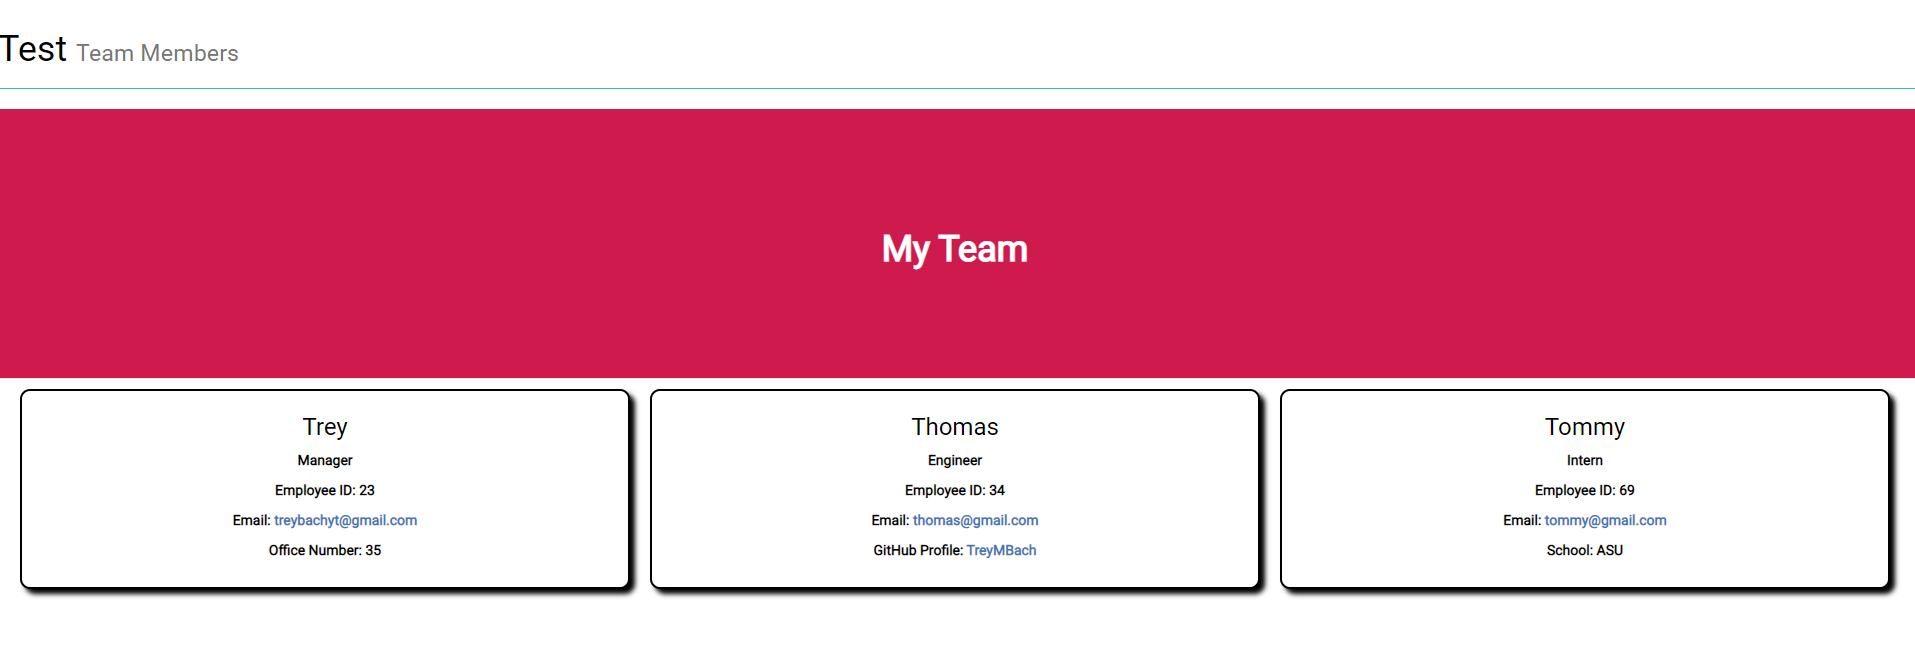 Test Team Members
My Team
Trey
Manager
Employee ID: 23
Email: treybachyt@gmail.com
Office Number: 35
Thomas
Engineer
Employee ID: 34
Email: thomas@gmail.com
GitHub Profile: TreyMBach
Tommy
Intern
Employee ID: 69
Email: tommy@gmail.com
School: ASU